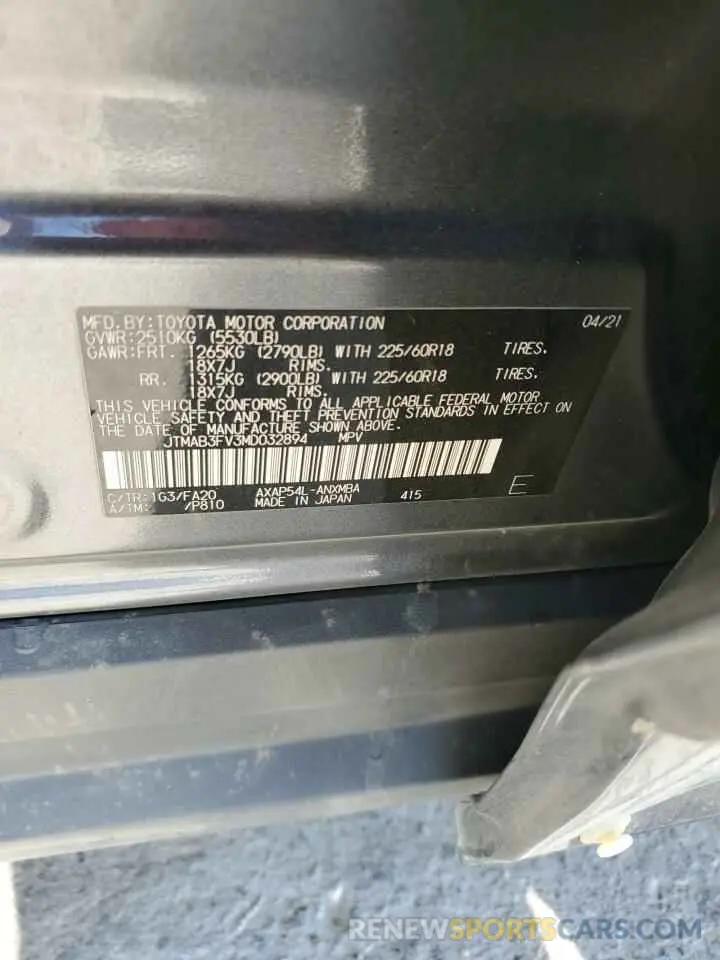 MFD.BY:TOYOTA MOTOR CORPORATION 04/21
GVWR:2510KG (5530LB)
GAWR:FRT. 1265KG (2790LB) WITH 225/60R18 TIRES.
18X7J RIMS.
RR. 1315KG (2900LB) WITH 225/60R18 TIRES.
18X7J RIMS.
THIS VEHICLE CONFORMS TO ALL APPLICABLE FEDERAL MOTOR
VEHICLE SAFETY AND THEFT PREVENTION STANDARDS IN EFFECT ON
THE DATE OF MANUFACTURE SHOWN ABOVE.
JTMAB3FV3MD032894 MPV
C/TR:1G3/FA20 AXAP54L-ANXMBA 415 E
A/TM: /P810 MADE IN JAPAN
RENEWSPORTSCARS.COM